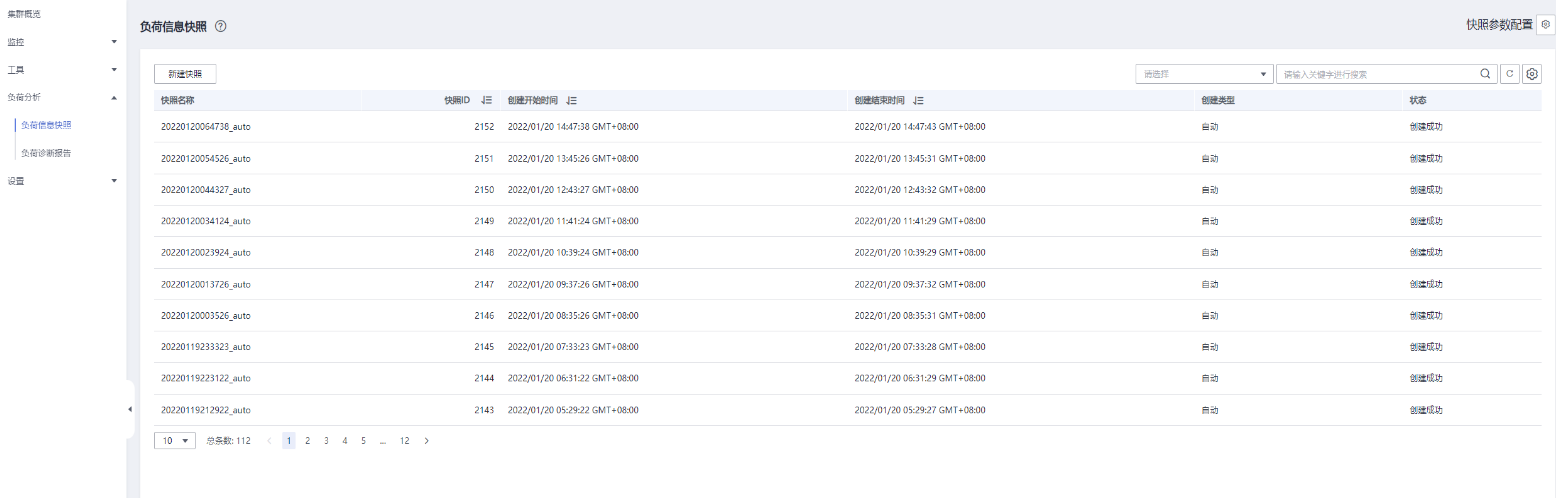 集群概览
监控
工具
负荷分析
负荷信息快照
负荷诊断报告
设置
负荷信息快照
快照参数配置
新建快照
请选择
请输入关键字进行搜索
快照名称 快照ID 创建开始时间 创建结束时间 创建类型 状态
20220120064738_auto 2152 2022/01/20 14:47:38 GMT+08:00 2022/01/20 14:47:43 GMT+08:00 自动 创建成功
20220120054526_auto 2151 2022/01/20 13:45:26 GMT+08:00 2022/01/20 13:45:31 GMT+08:00 自动 创建成功
20220120044327_auto 2150 2022/01/20 12:43:27 GMT+08:00 2022/01/20 12:43:32 GMT+08:00 自动 创建成功
20220120034124_auto 2149 2022/01/20 11:41:24 GMT+08:00 2022/01/20 11:41:29 GMT+08:00 自动 创建成功
20220120023924_auto 2148 2022/01/20 10:39:24 GMT+08:00 2022/01/20 10:39:29 GMT+08:00 自动 创建成功
20220120013726_auto 2147 2022/01/20 09:37:26 GMT+08:00 2022/01/20 09:37:32 GMT+08:00 自动 创建成功
20220120003526_auto 2146 2022/01/20 08:35:26 GMT+08:00 2022/01/20 08:35:31 GMT+08:00 自动 创建成功
20220119233323_auto 2145 2022/01/20 07:33:23 GMT+08:00 2022/01/20 07:33:28 GMT+08:00 自动 创建成功
20220119223122_auto 2144 2022/01/20 06:31:22 GMT+08:00 2022/01/20 06:31:29 GMT+08:00 自动 创建成功
20220119212922_auto 2143 2022/01/20 05:29:22 GMT+08:00 2022/01/20 05:29:27 GMT+08:00 自动 创建成功
10 总条数: 112 1 2 3 4 5 ... 12